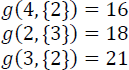 g(4,{2}) = 16
g(2,{3}) = 18
g(3,{2}) = 21